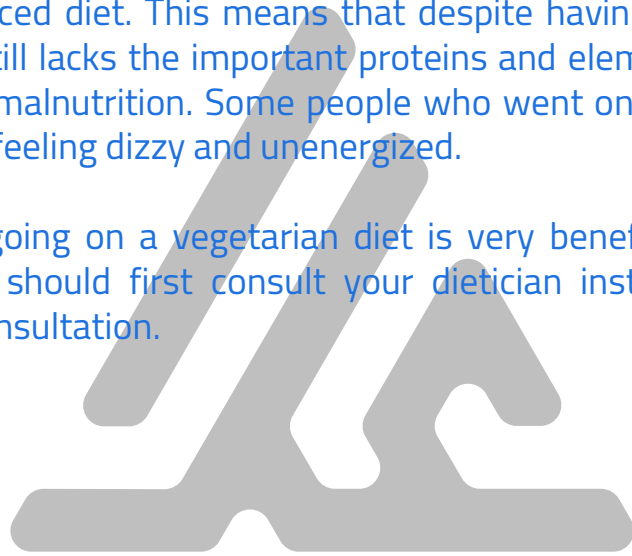 ced diet. This means that despite havin
ill lacks the important proteins and elem
malnutrition. Some people who went on
feeling dizzy and unenergized.
going on a vegetarian diet is very benef
should first consult your dietician inst
nsultation.